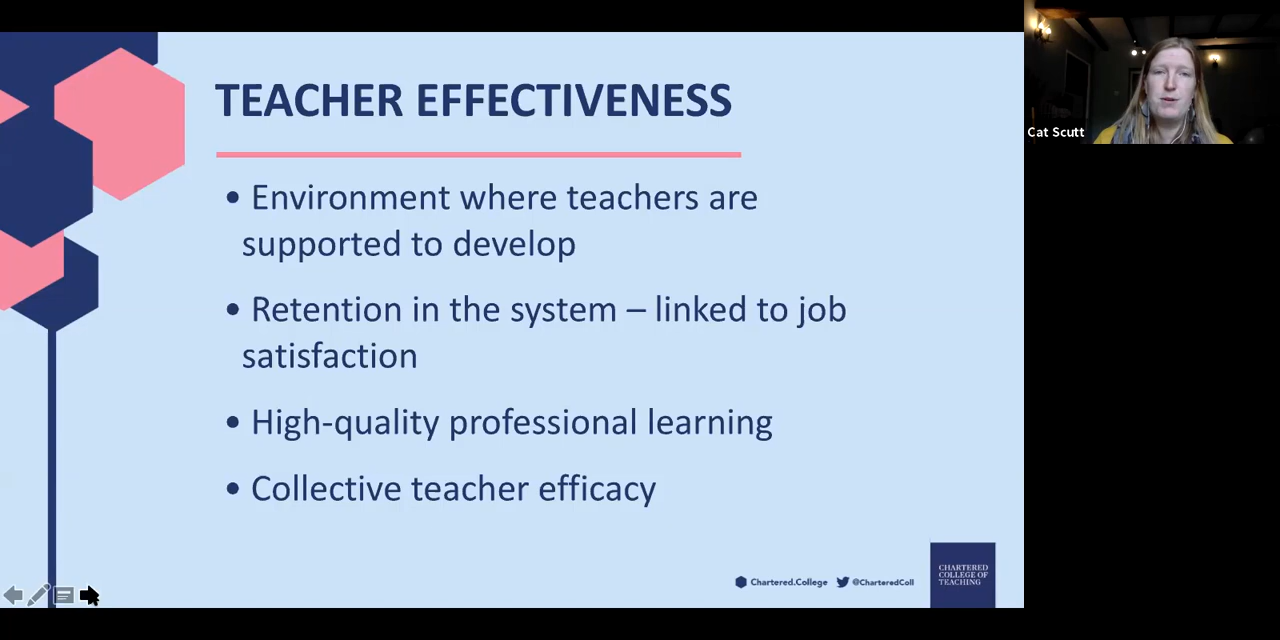 TEACHER EFFECTIVENESS
• Environment where teachers are
supported to develop
• Retention in the system – linked to job
satisfaction
• High-quality professional learning
• Collective teacher efficacy
Chartered.College @CharteredColl
CHARTERED
COLLEGE OF
TEACHING
Cat Scutt